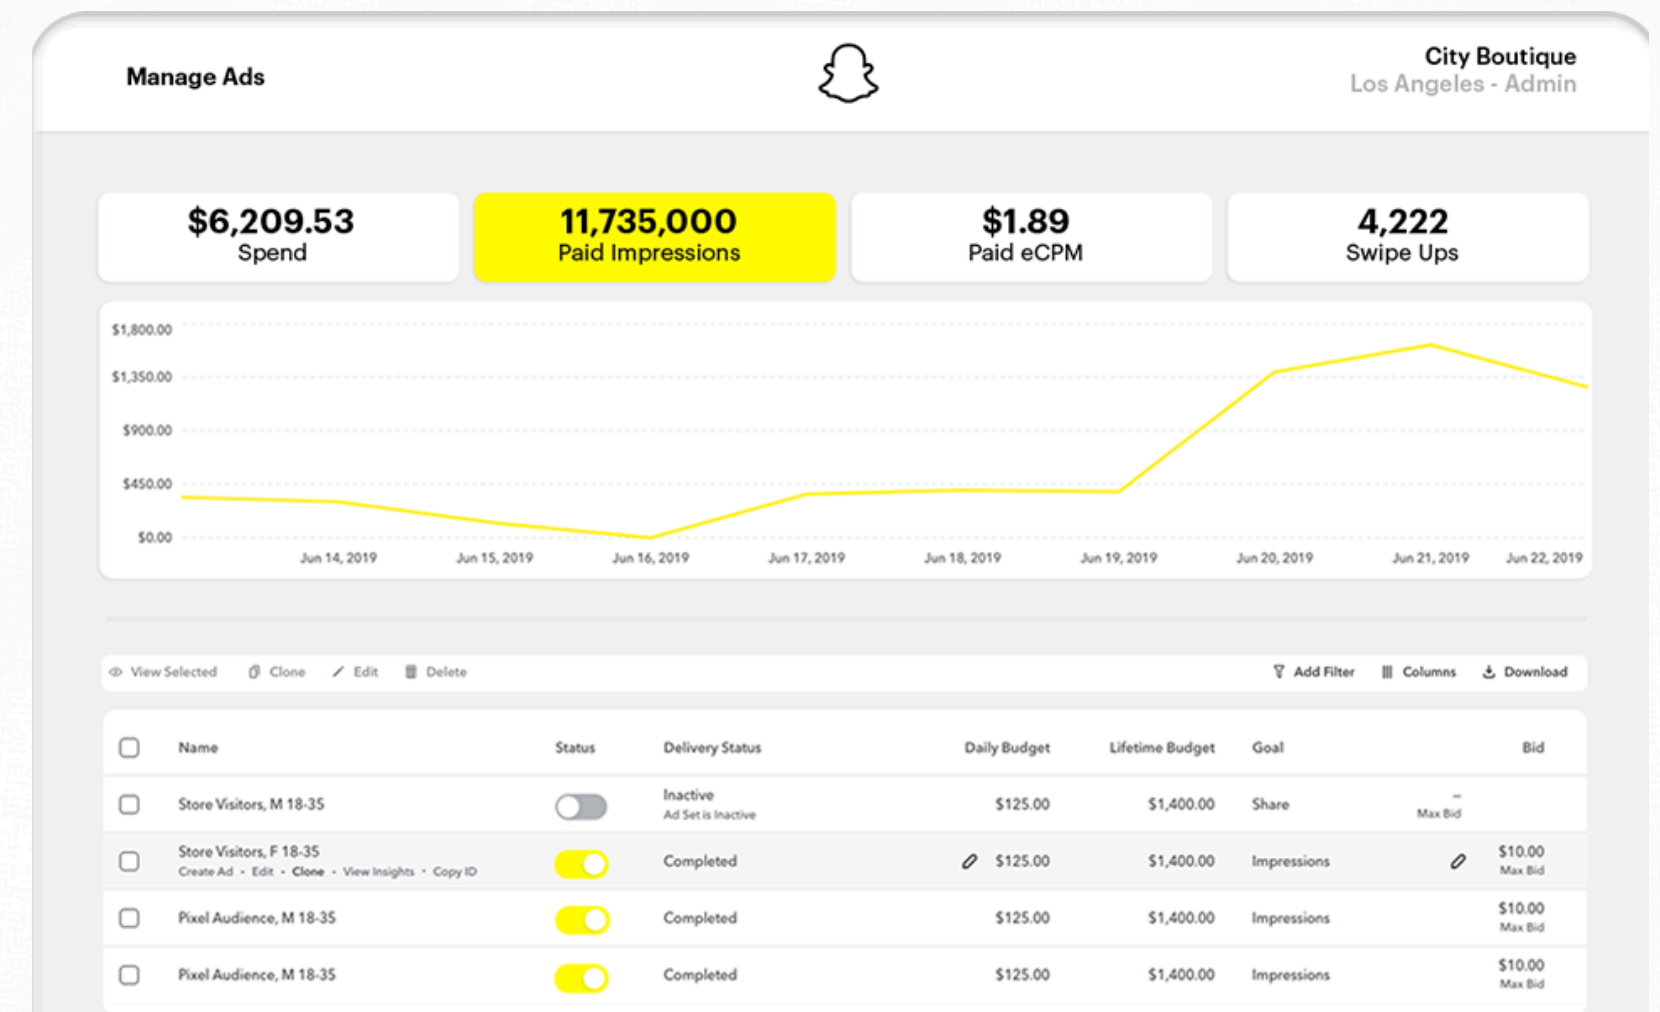 Manage Ads
City Boutique
Los Angeles - Admin
$6,209.53
Spend
11,735,000
Paid Impressions
$1.89
Paid eCPM
4,222
Swipe Ups
$1,800.00
$1,350.00
$900.00
$450.00
$0.00
Jun 14, 2019 Jun 15, 2019 Jun 16, 2019 Jun 17, 2019 Jun 18, 2019 Jun 19, 2019 Jun 20, 2019 Jun 21, 2019 Jun 22, 2019
View Selected Clone Edit Delete Add Filter Columns Download
Name Status Delivery Status Daily Budget Lifetime Budget Goal Bid
Store Visitors, M 18-35 Inactive $125.00 $1,400.00 Share –
Ad Set is Inactive Max Bid
Store Visitors, F 18-35 Completed $125.00 $1,400.00 Impressions $10.00
Create Ad • Edit • Clone • View Insights • Copy ID Max Bid
Pixel Audience, M 18-35 Completed $125.00 $1,400.00 Impressions $10.00
Max Bid
Pixel Audience, M 18-35 Completed $125.00 $1,400.00 Impressions $10.00
Max Bid